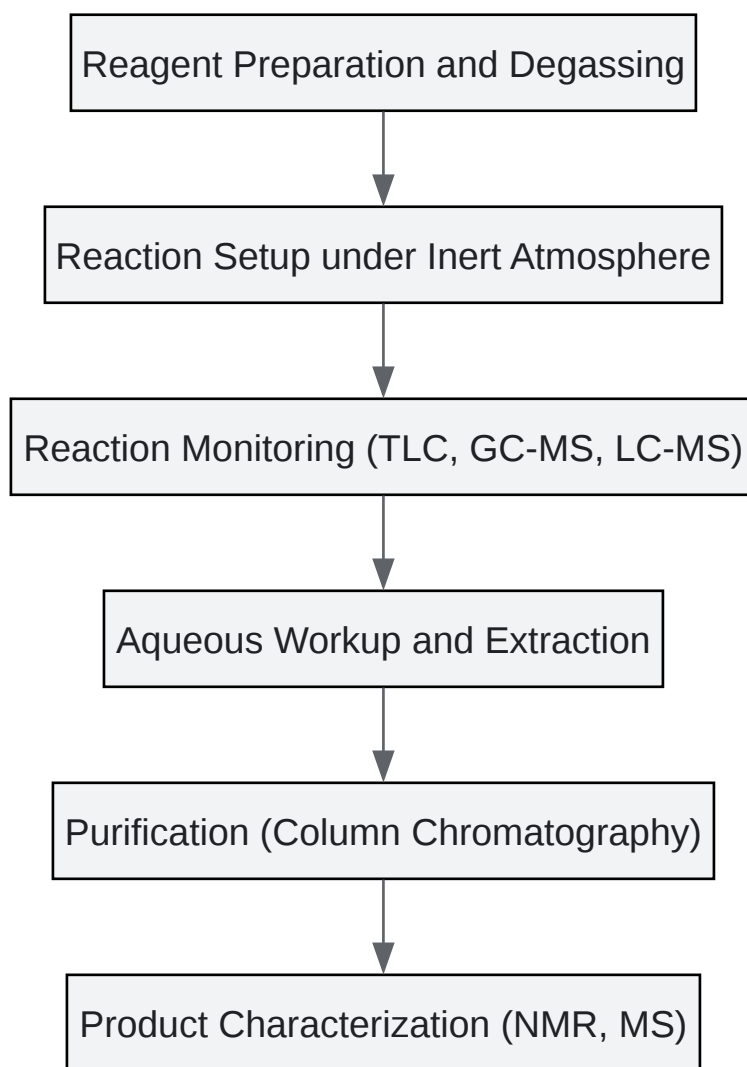 Reagent Preparation and Degassing
Reaction Setup under Inert Atmosphere
Reaction Monitoring (TLC, GC-MS, LC-MS)
Aqueous Workup and Extraction
Purification (Column Chromatography)
Product Characterization (NMR, MS)